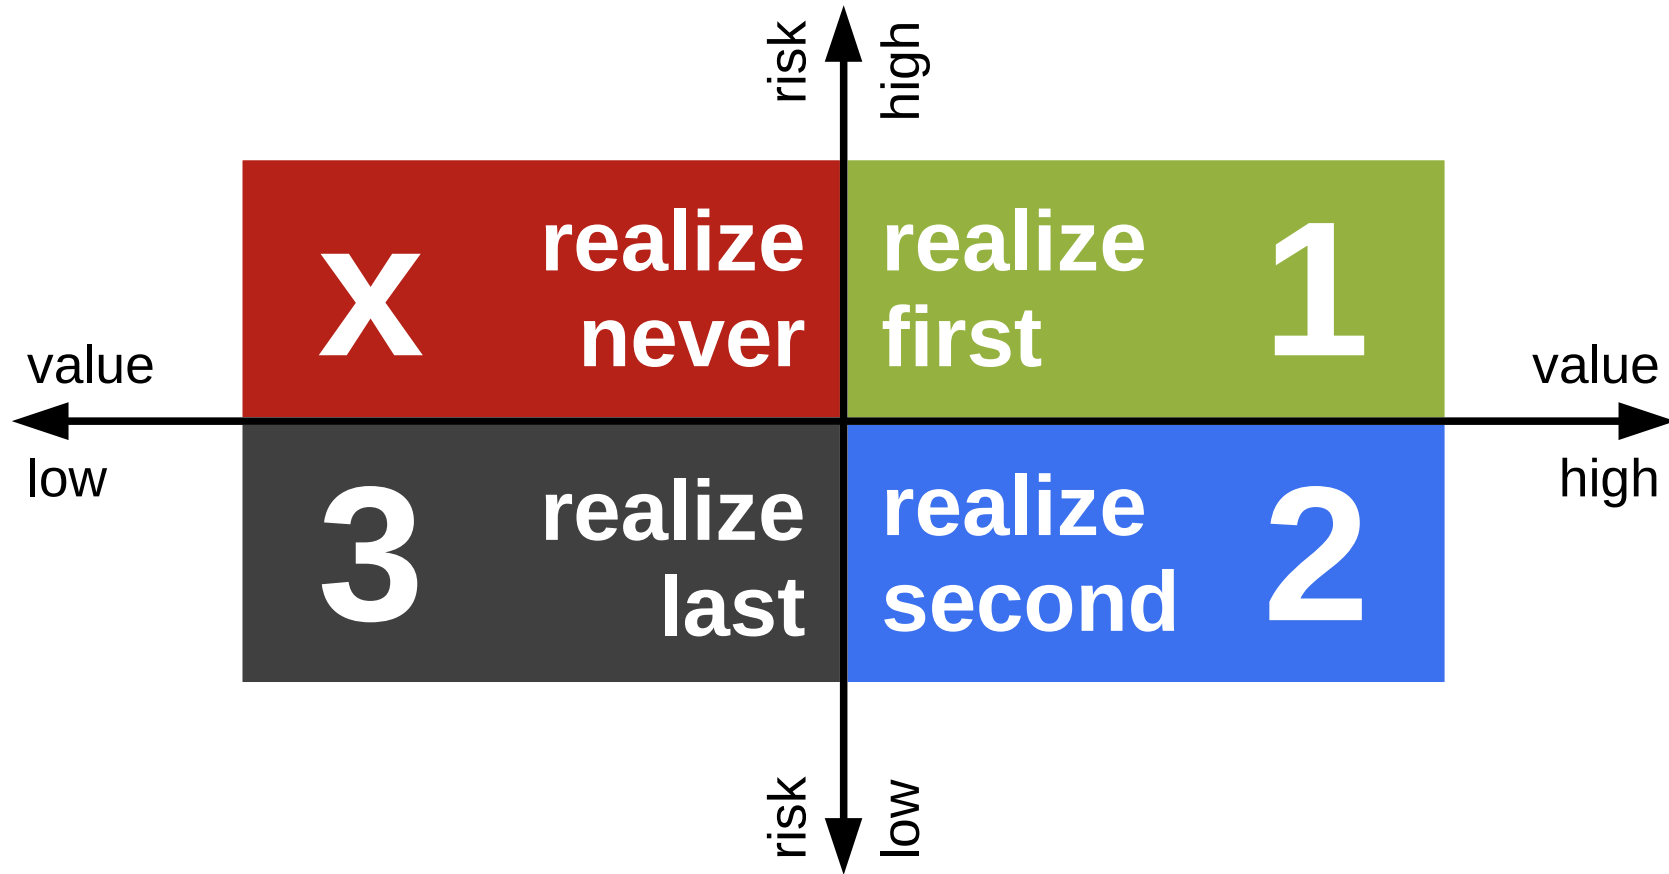 risk
high
x
realize
never
realize
first
1
value
low
value
high
3
realize
last
realize
second
2
risk
low